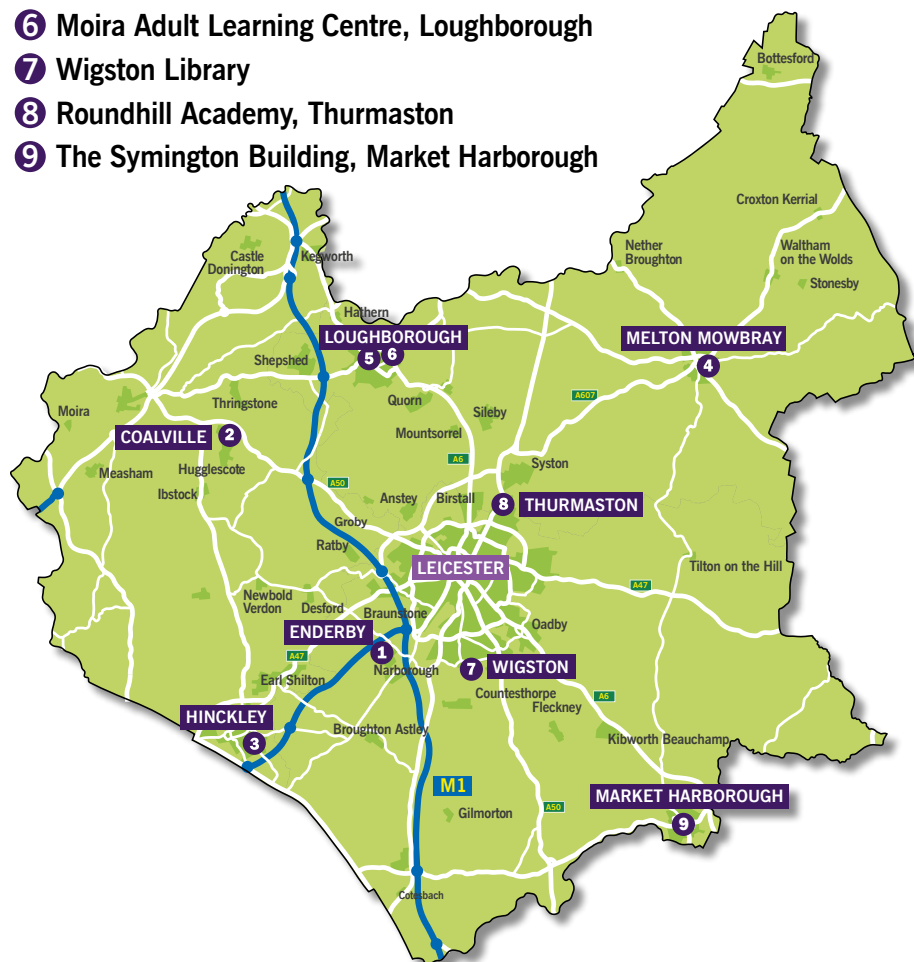 6 Moira Adult Learning Centre, Loughborough
7 Wigston Library
8 Roundhill Academy, Thurmaston
9 The Symington Building, Market Harborough
Bottesford
Croxton Kerrial
Nether
Broughton
Waltham
on the Wolds
Stonesby
Castle
Donington
Kegworth
Hathern
LOUGHBOROUGH
5
6
MELTON MOWBRAY
4
Shepshed
Moira
Thringstone
Quorn
A607
Sileby
COALVILLE
2
Mountsorrel
Hugglescote
A6
Syston
Measham
Ibstock
A50
Anstey
Birstall
8
THURMASTON
Groby
Ratby
LEICESTER
Tilton on the Hill
A47
Newbold
Verdon
Desford
Braunstone
Oadby
ENDERBY
1
A47
Narborough
7
WIGSTON
Earl Shilton
Countesthorpe
Fleckney
A6
HINCKLEY
3
Broughton Astley
Kibworth Beauchamp
M1
MARKET HARBOROUGH
A50
Gilmorton
9
Cotesbach